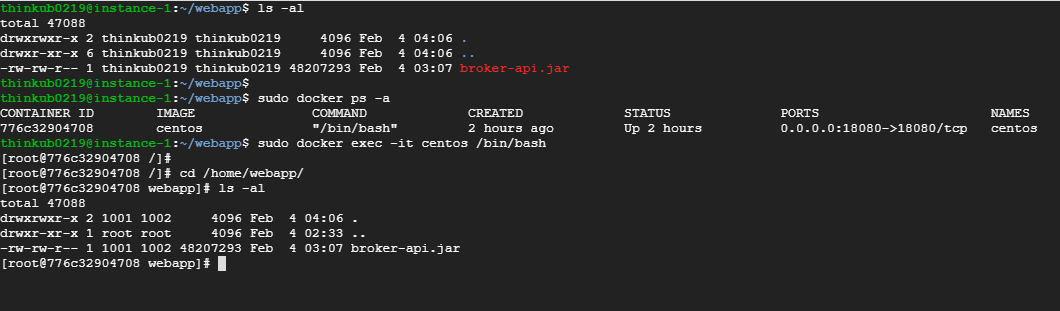 thinkub0219@instance-1:~/webapp$ ls -al
total 47088
drwxrwxr-x 2 thinkub0219 thinkub0219     4096 Feb  4 04:06 .
drwxr-xr-x 6 thinkub0219 thinkub0219     4096 Feb  4 04:06 ..
-rw-rw-r-- 1 thinkub0219 thinkub0219 48207293 Feb  4 03:07 broker-api.jar
thinkub0219@instance-1:~/webapp$
thinkub0219@instance-1:~/webapp$ sudo docker ps -a
CONTAINER ID        IMAGE               COMMAND             CREATED             STATUS              PORTS                      NAMES
776c32904708        centos              "/bin/bash"         2 hours ago         Up 2 hours          0.0.0.0:18080->18080/tcp   centos
thinkub0219@instance-1:~/webapp$ sudo docker exec -it centos /bin/bash
[root@776c32904708 /]#
[root@776c32904708 /]# cd /home/webapp/
[root@776c32904708 webapp]# ls -al
total 47088
drwxrwxr-x 2 1001 1002     4096 Feb  4 04:06 .
drwxr-xr-x 1 root root     4096 Feb  4 02:33 ..
-rw-rw-r-- 1 1001 1002 48207293 Feb  4 03:07 broker-api.jar
[root@776c32904708 webapp]#